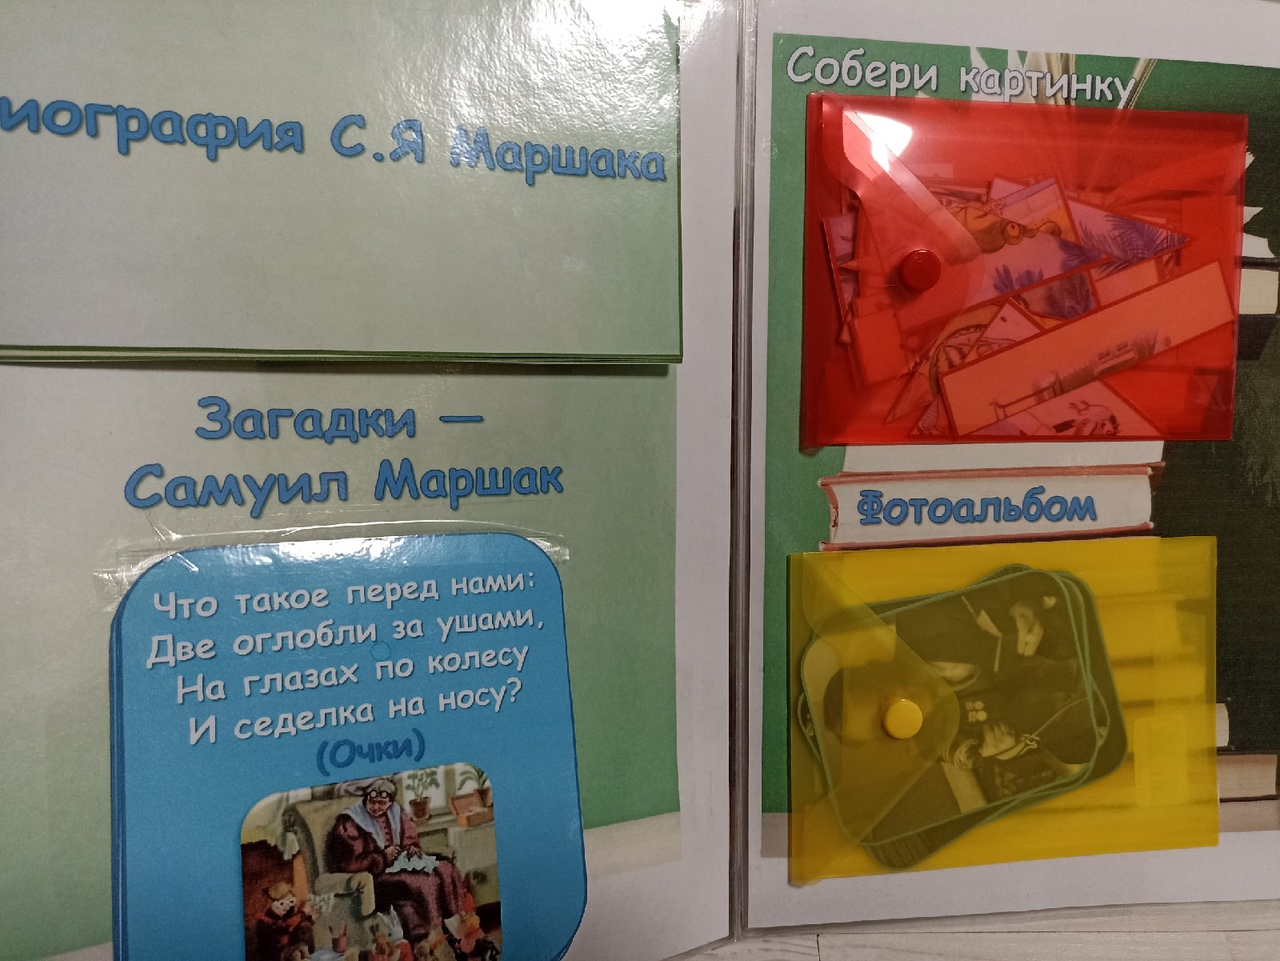 иография С.Я Маршака
Загадки —
Самуил Маршак
Что такое перед нами:
Две оглобли за ушами,
На глазах по колесу
И седелка на носу?
(Очки)
Собери картинку
Фотоальбом